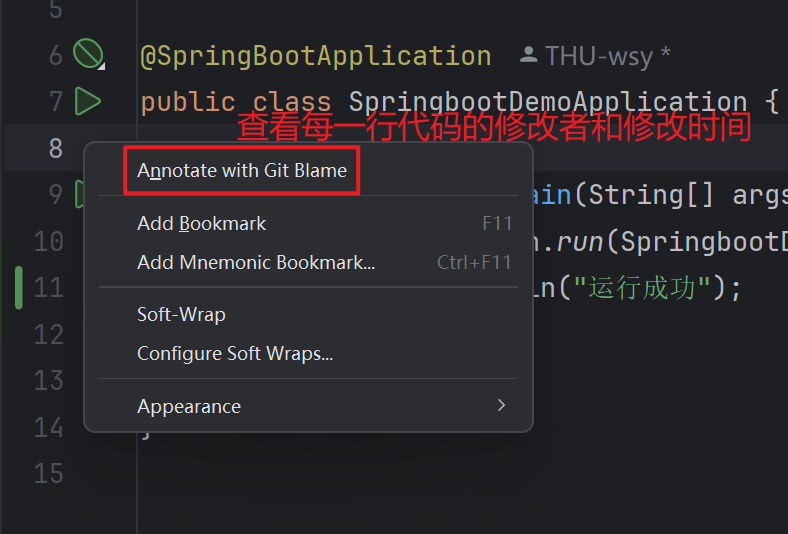 5
6 @SpringBootApplication THU-wsy *
7 public class SpringbootDemoApplication {
查看每一行代码的修改者和修改时间
8
Annotate with Git Blame
9 ain(String[] args
Add Bookmark F11
10 n.run(SpringbootD
Add Mnemonic Bookmark... Ctrl+F11
11 ln("运行成功");
Soft-Wrap
12
Configure Soft Wraps...
13
Appearance
14 }
15